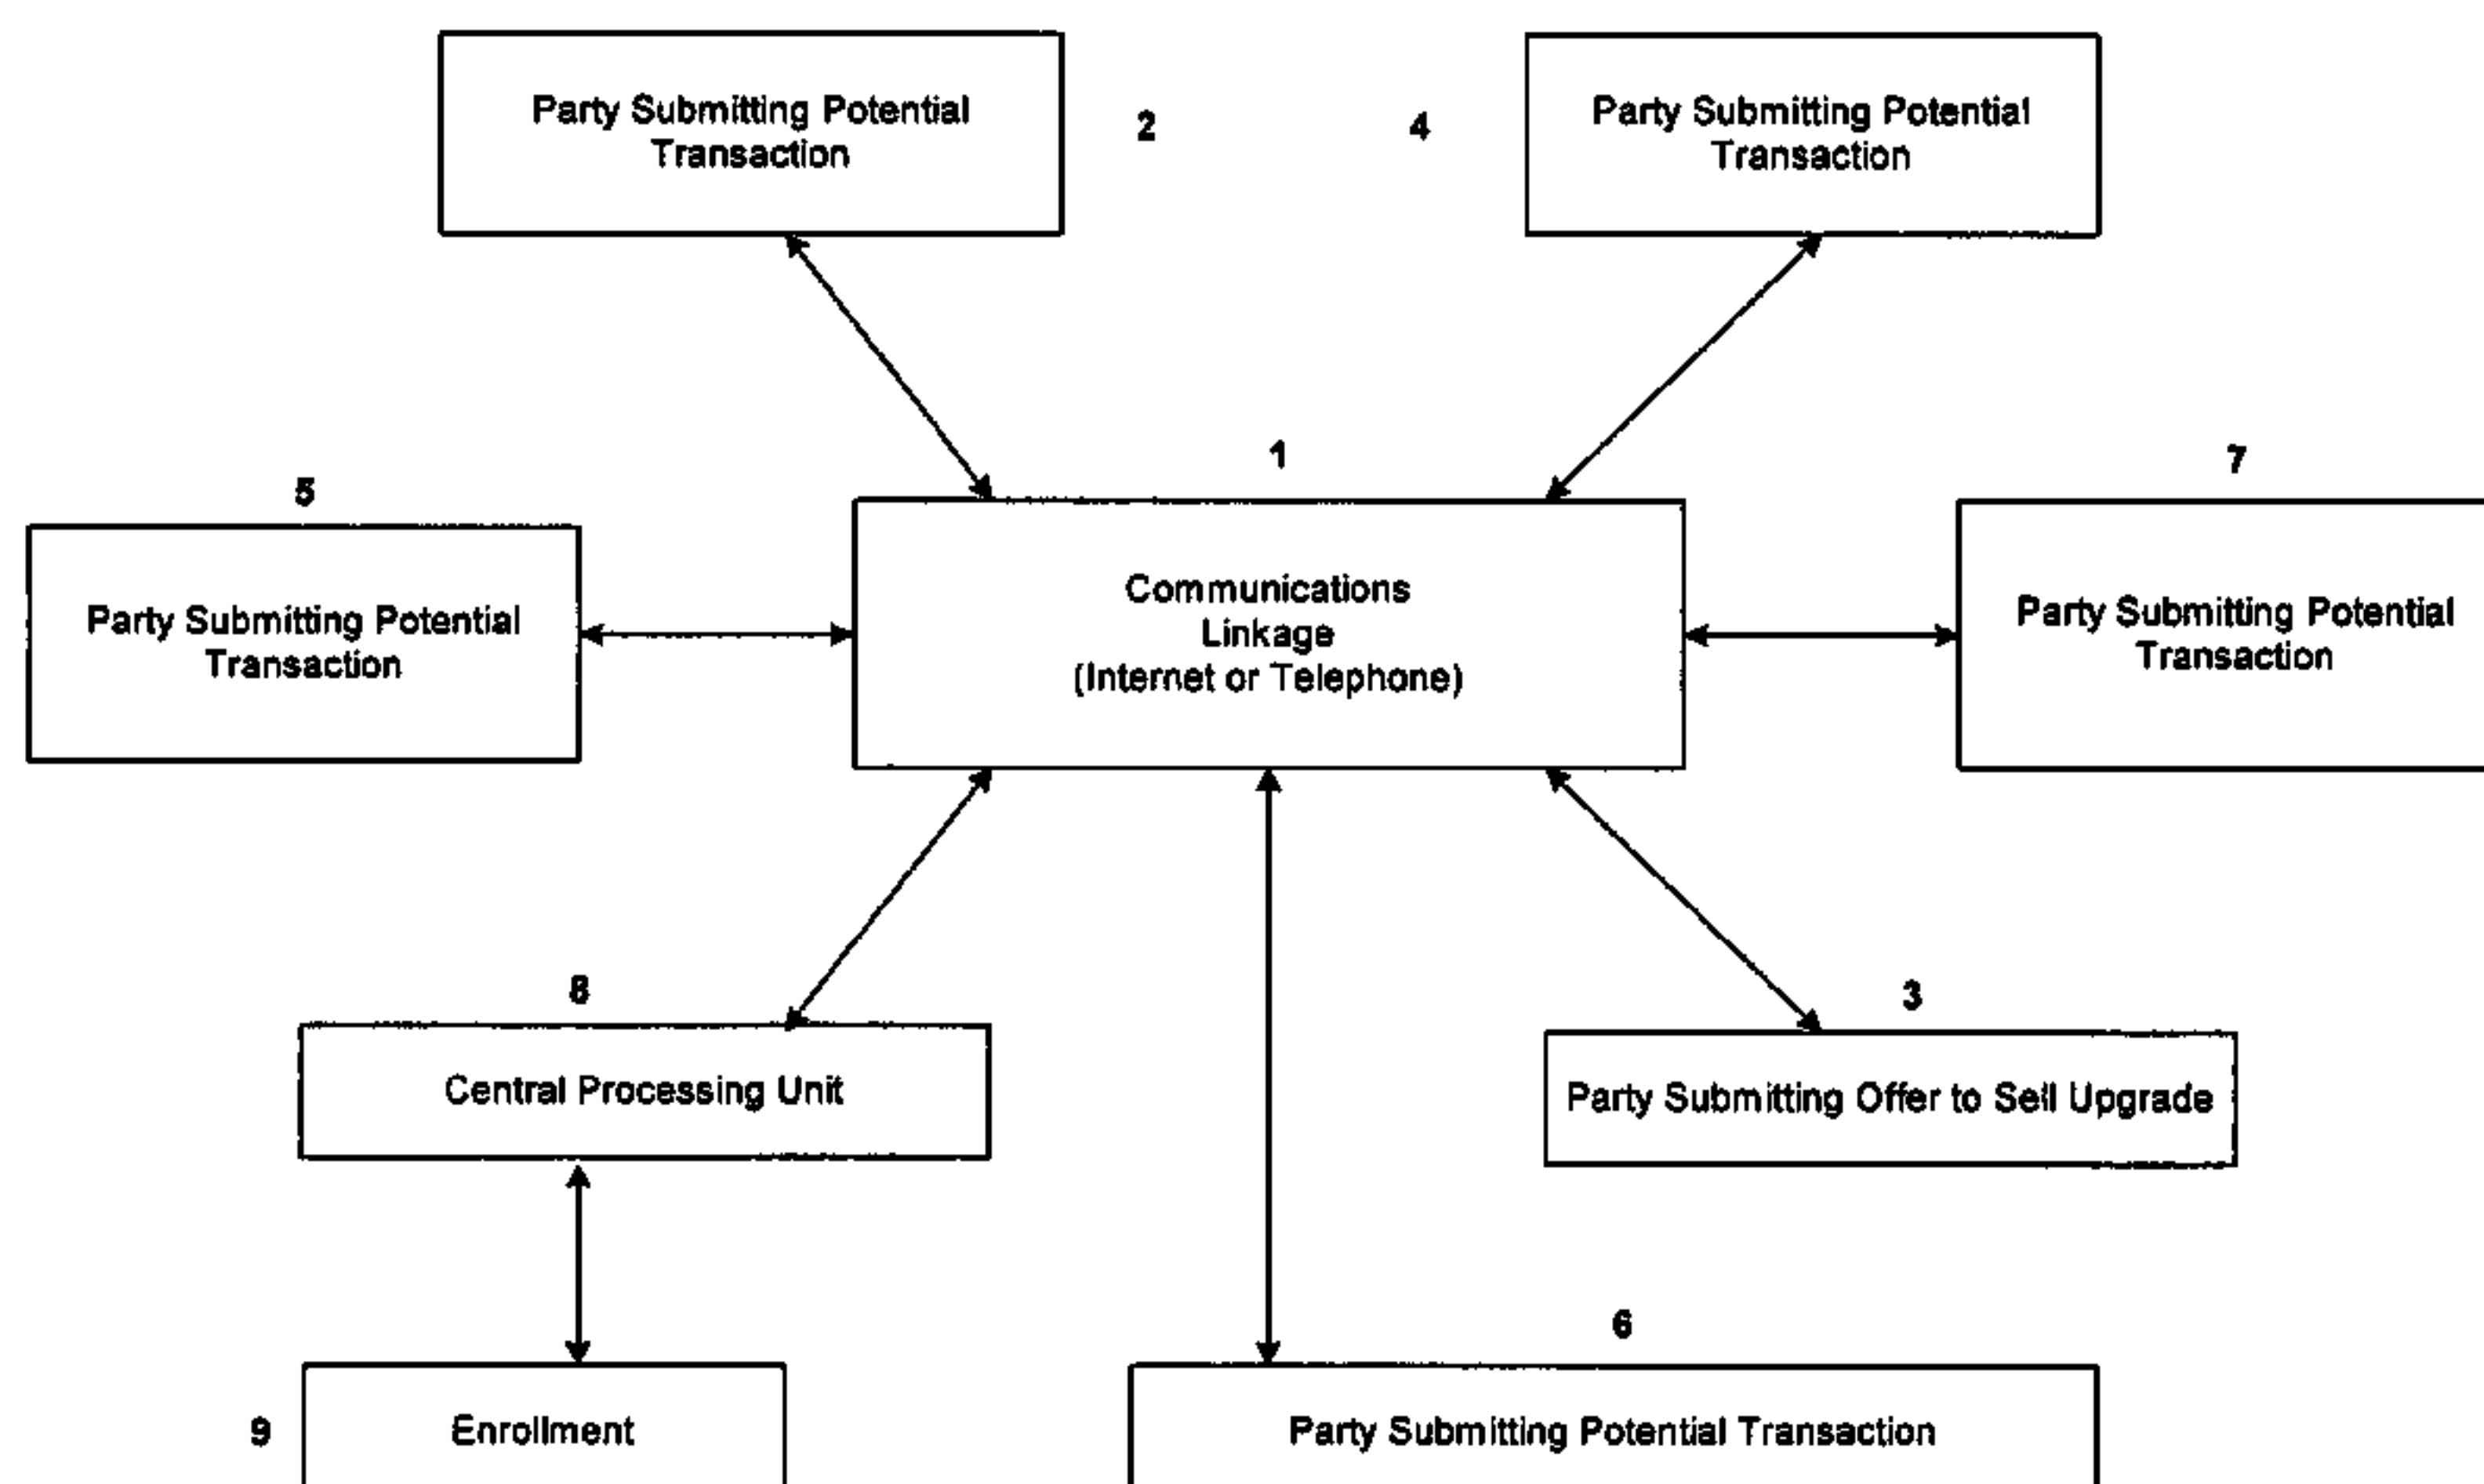 Party Submitting Potential
Transaction
2
4
Party Submitting Potential
Transaction
1
7
5
Party Submitting Potential
Transaction
Communications
Linkage
(Internet or Telephone)
Party Submitting Potential
Transaction
8
3
Central Processing Unit
Party Submitting Offer to Sell Upgrade
6
9
Enrollment
Party Submitting Potential Transaction